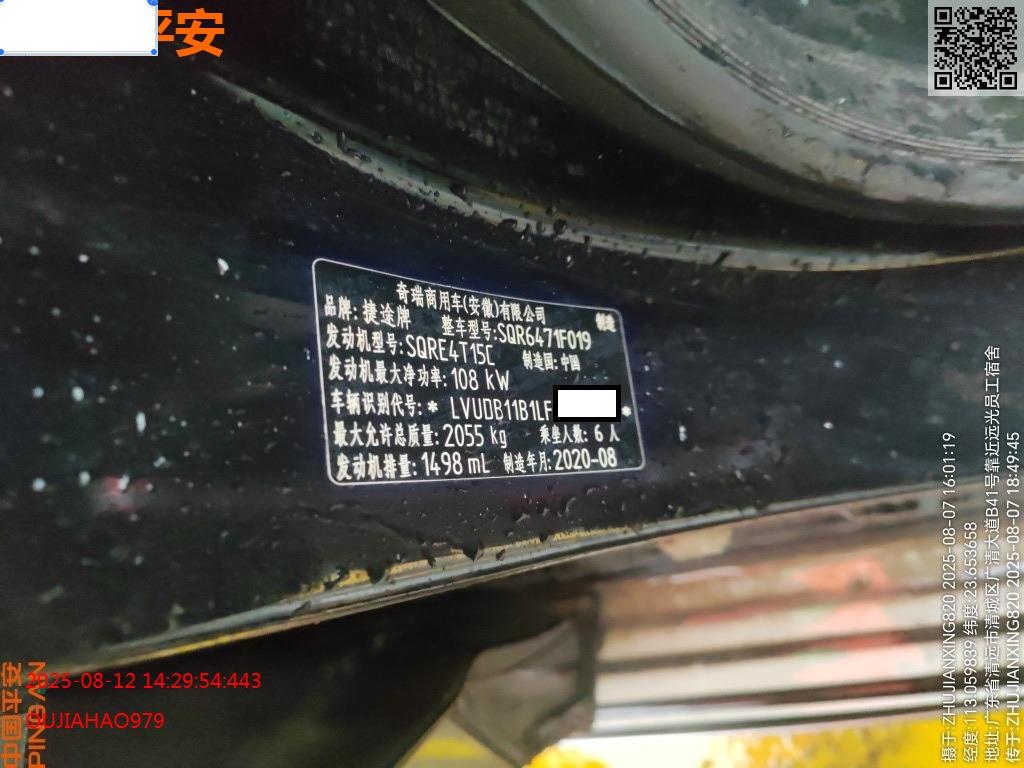 平安
奇瑞商用车(安徽)有限公司 制造
品牌: 捷途牌 整车型号: SQR6471F019
发动机型号: SQRE4T15C 制造国: 中国
发动机最大净功率: 108 kW
车辆识别代号: * LVUDB11B1LF *
最大允许总质量: 2055 kg 乘坐人数: 6 人
发动机排量: 1498 mL 制造年月: 2020-08
摄于:ZHUJIANXING820 2025-08-07 16:01:19
经度:113.059839 纬度:23.653658
地址:广东省清远市清城区广清大道B41号靠近远光员工宿舍
传于:ZHUJIANXING820 2025-08-07 18:49:45
中国平安
PING AN
2025-08-12 14:29:54:443
QUJIAHAO979